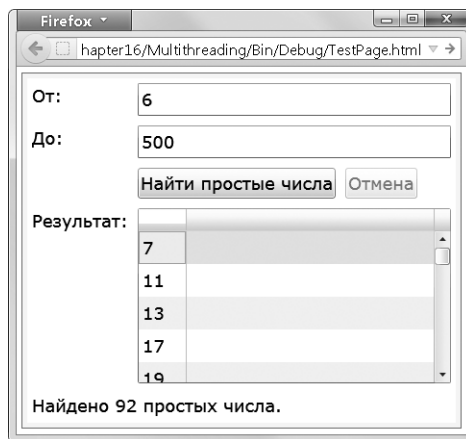 Firefox
hapter16/Multithreading/Bin/Debug/TestPage.html
От: 6
До: 500
Найти простые числа Отмена
Результат:
7
11
13
17
19
Найдено 92 простых числа.